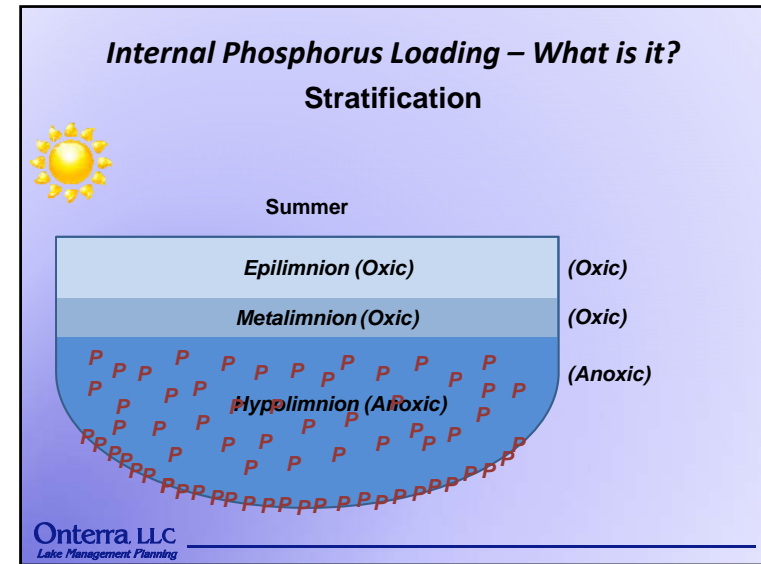 Internal Phosphorus Loading – What is it?
Stratification
Summer
Epilimnion (Oxic) (Oxic)
Metalimnion (Oxic) (Oxic)
(Anoxic)
Hypolimnion (Anoxic)
P P P P P P P P P P P P P
P P P P P P P P P P P P P
P P P P P P P P P P P P P
P P P P P P P P P P P P P
P P P P P P P P P P P P P
Onterra, LLC
Lake Management Planning